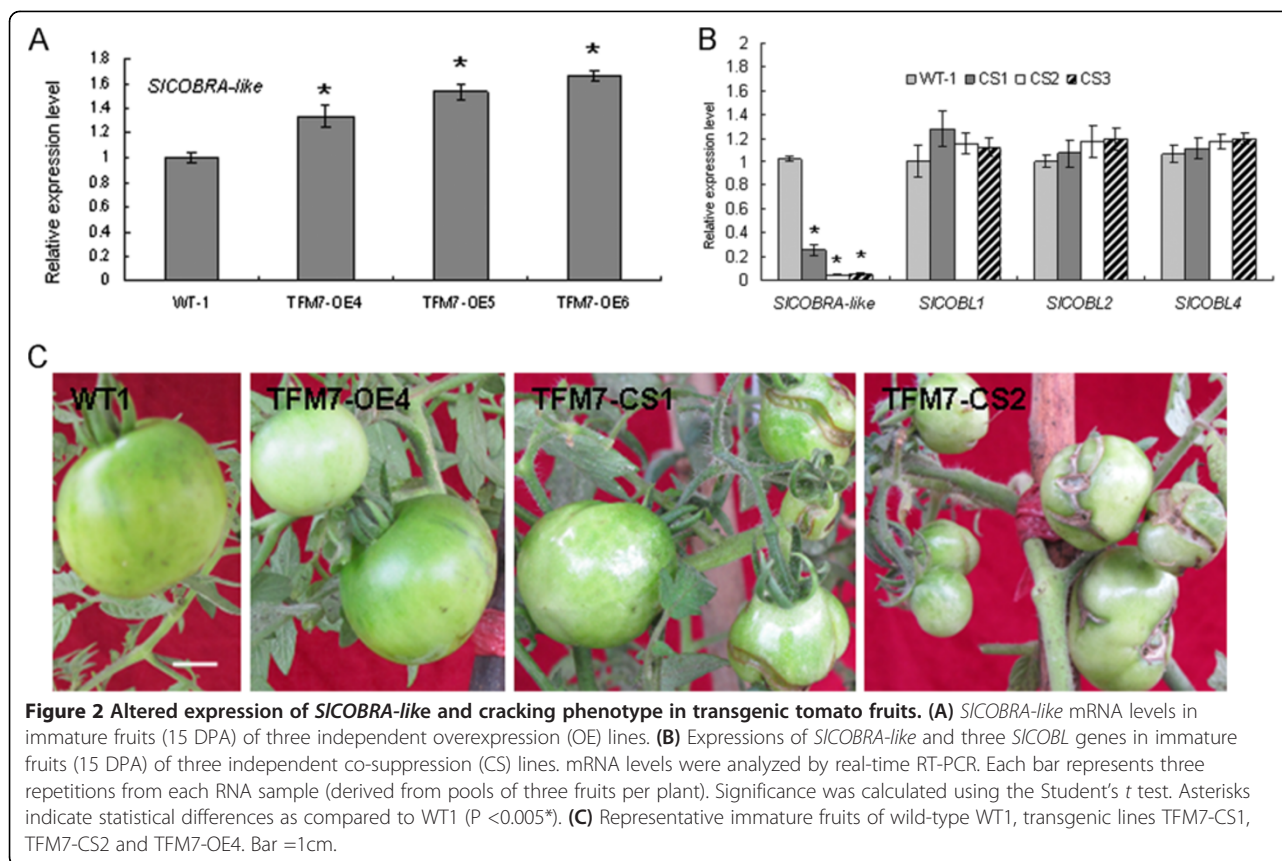 A
Relative expression level
1.8
1.6
1.4
1.2
1
0.8
0.6
0.4
0.2
0
SlCOBRA-like
*
*
*
WT-1
TFM7-OE4
TFM7-OE5
TFM7-OE6
B
Relative expression level
2
1.8
1.6
1.4
1.2
1
0.8
0.6
0.4
0.2
0
WT-1 CS1 CS2 CS3
*
*
*
SlCOBRA-like
SlCOBL1
SlCOBL2
SlCOBL4
C
WT1
TFM7-OE4
TFM7-CS1
TFM7-CS2
Figure 2 Altered expression of SlCOBRA-like and cracking phenotype in transgenic tomato fruits. (A) SlCOBRA-like mRNA levels in
immature fruits (15 DPA) of three independent overexpression (OE) lines. (B) Expressions of SlCOBRA-like and three SlCOBL genes in immature
fruits (15 DPA) of three independent co-suppression (CS) lines. mRNA levels were analyzed by real-time RT-PCR. Each bar represents three
repetitions from each RNA sample (derived from pools of three fruits per plant). Significance was calculated using the Student's t test. Asterisks
indicate statistical differences as compared to WT1 (P <0.005*). (C) Representative immature fruits of wild-type WT1, transgenic lines TFM7-CS1,
TFM7-CS2 and TFM7-OE4. Bar =1cm.